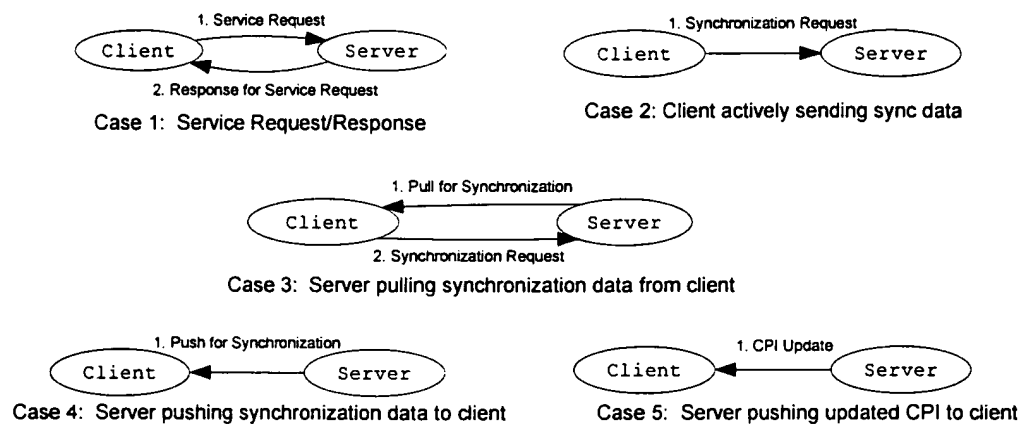 1. Service Request
Client
Server
2. Response for Service Request
Case 1: Service Request/Response
1. Synchronization Request
Client
Server
Case 2: Client actively sending sync data
1. Pull for Synchronization
Client
Server
2. Synchronization Request
Case 3: Server pulling synchronization data from client
1. Push for Synchronization
Client
Server
Case 4: Server pushing synchronization data to client
1. CPI Update
Client
Server
Case 5: Server pushing updated CPI to client